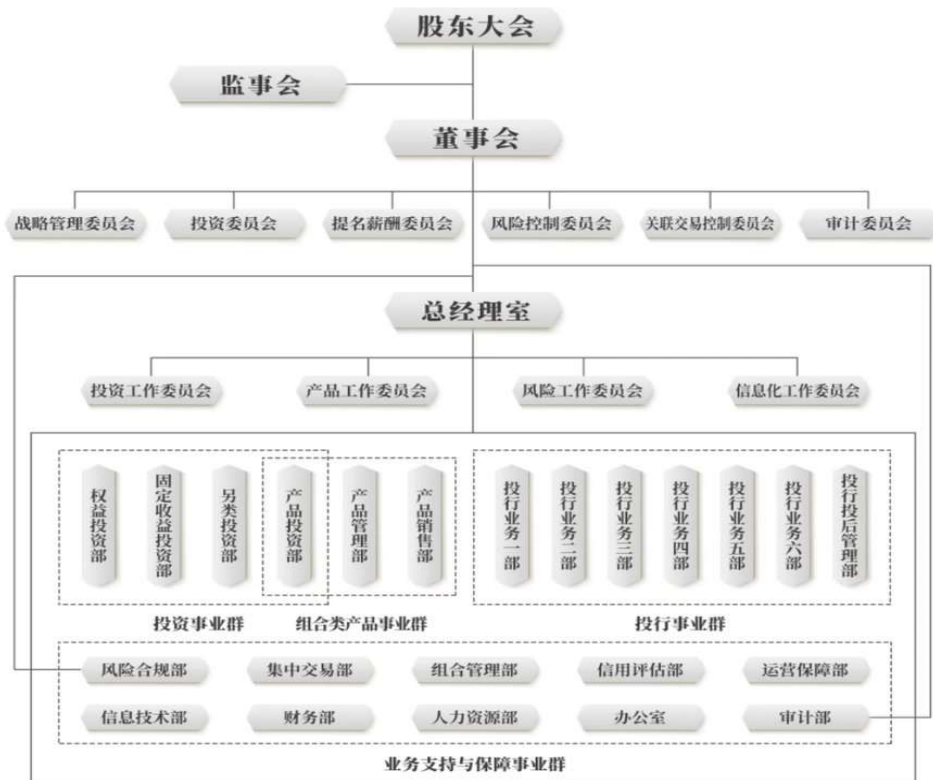 股东大会
监事会
董事会
战略管理委员会
投资委员会
提名薪酬委员会
风险控制委员会
关联交易控制委员会
审计委员会
总经理室
投资工作委员会
产品工作委员会
风险工作委员会
信息化工作委员会
权益投资部
固定收益投资部
另类投资部
产品投资部
产品管理部
产品销售部
投行业务一部
投行业务二部
投行业务三部
投行业务四部
投行业务五部
投行业务六部
投行投后管理部
投资事业群
组合类产品事业群
投行事业群
风险合规部
集中交易部
组合管理部
信用评估部
运营保障部
信息技术部
财务部
人力资源部
办公室
审计部
业务支持与保障事业群